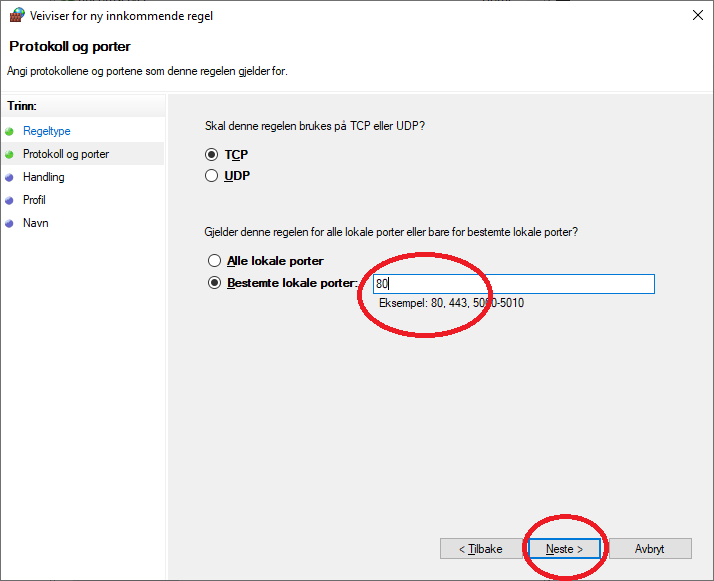 Veiviser for ny innkommende regel
Protokoll og porter
Angi protokollene og portene som denne regelen gjelder for.
Trinn:
Regeltype
Protokoll og porter
Handling
Profil
Navn
Skal denne regelen brukes på TCP eller UDP?
TCP
UDP
Gjelder denne regelen for alle lokale porter eller bare for bestemte lokale porter?
Alle lokale porter
Bestemte lokale porter: 80
Eksempel: 80, 443, 5000-5010
< Tilbake Neste > Avbryt